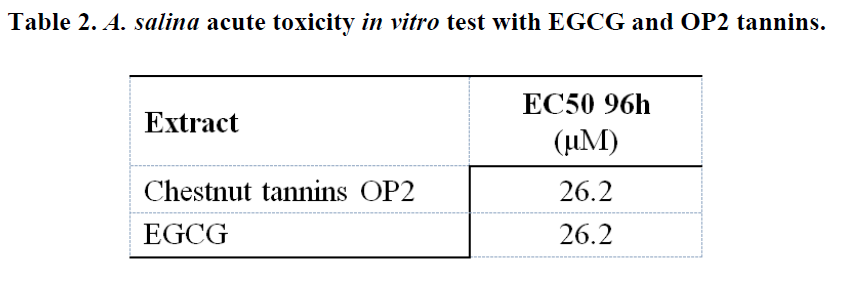 Table 2. A. salina acute toxicity in vitro test with EGCG and OP2 tannins.
Extract
EC50 96h
(µM)
Chestnut tannins OP2 26.2
EGCG 26.2